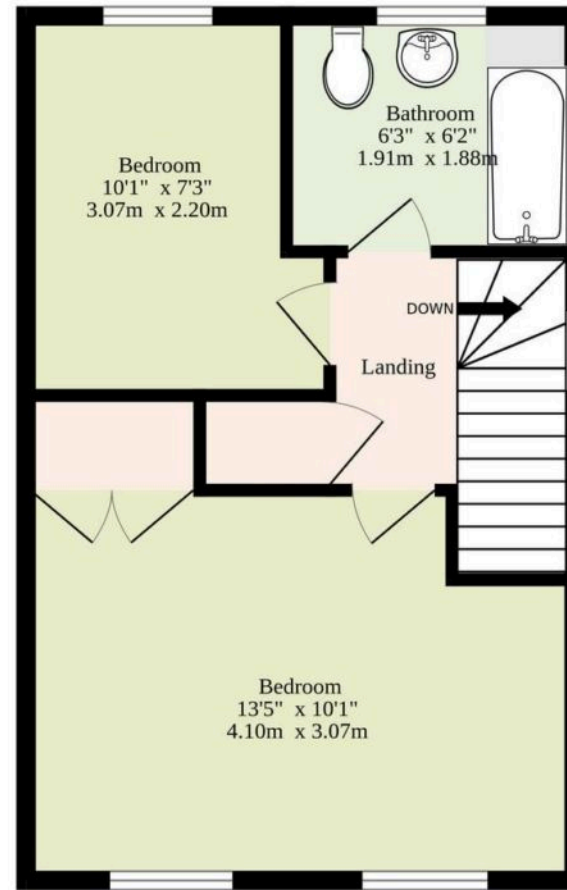 Bathroom
6'3" x 6'2"
1.91m x 1.88m
Bedroom
10'1" x 7'3"
3.07m x 2.20m
DOWN
Landing
Bedroom
13'5" x 10'1"
4.10m x 3.07m